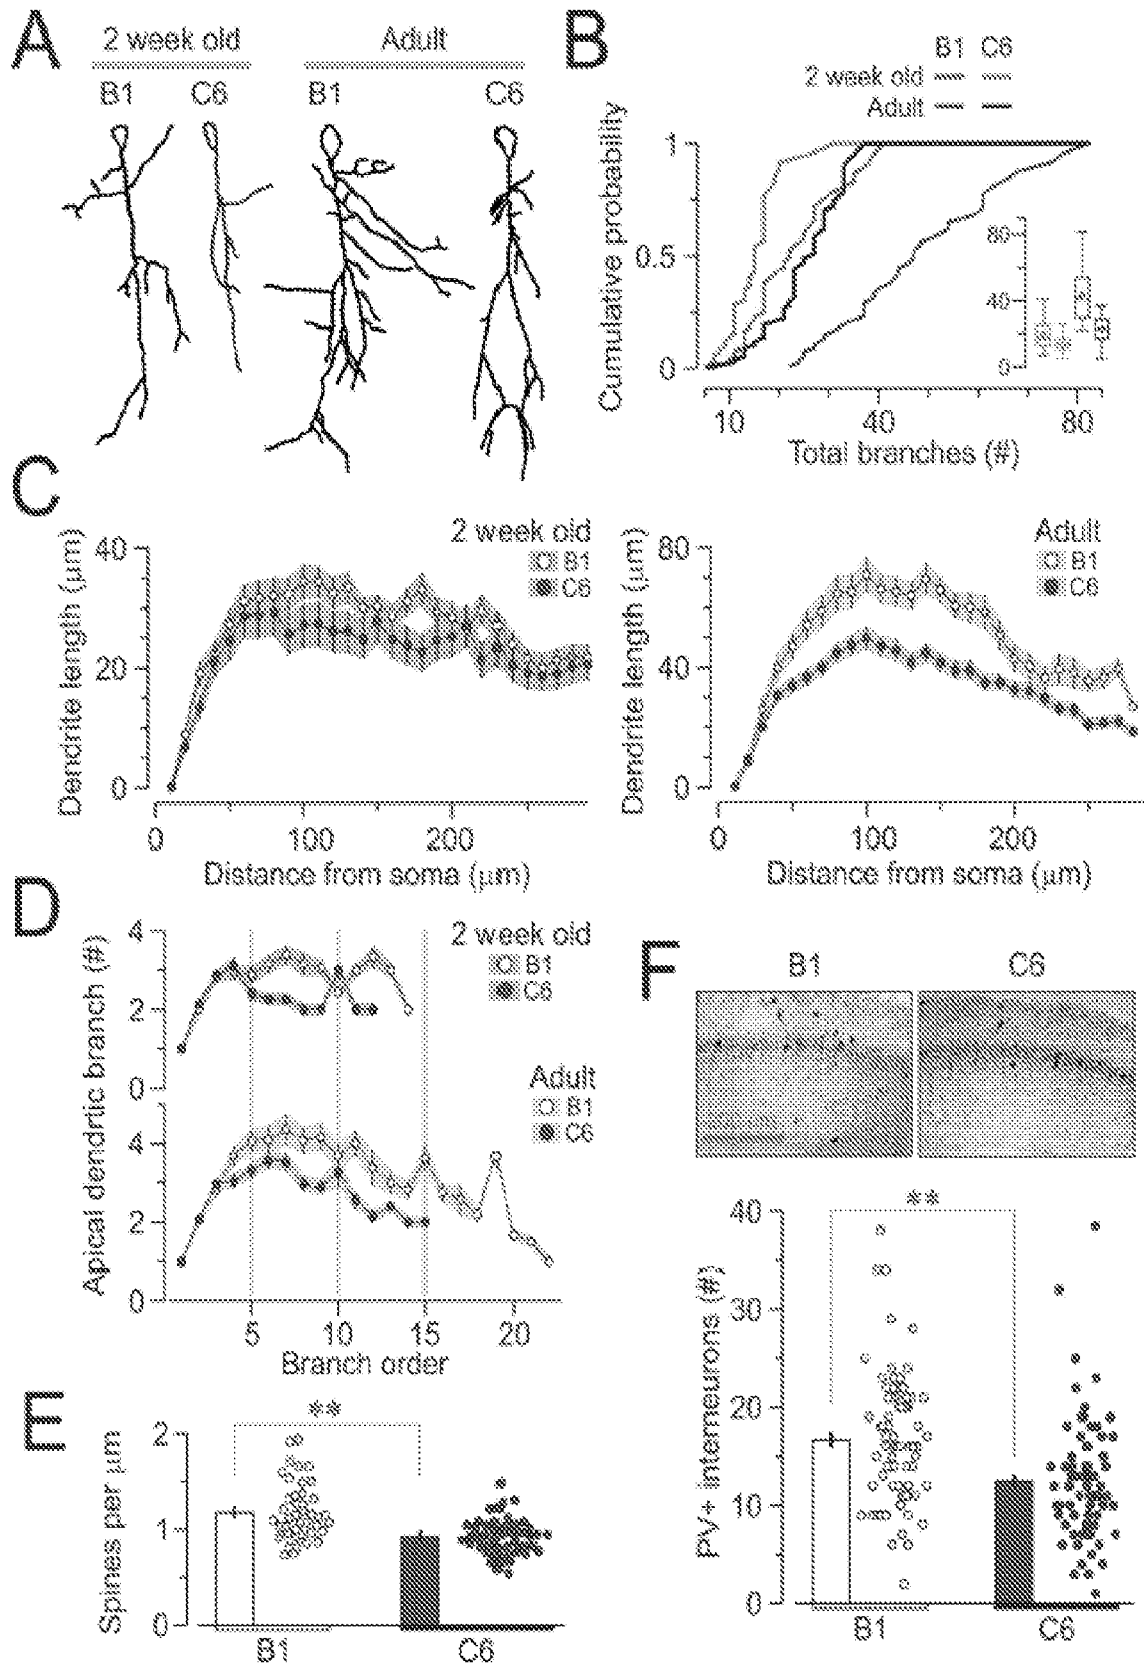 A
2 week old
Adult
B1
C6
B1
C6
B
B1 C6
2 week old
Adult
Cumulative probability
1
0.5
0
80
40
0
10
40
80
Total branches (#)
C
2 week old
B1
C6
Dendrite length (μm)
40
20
0
0
100
200
Distance from soma (μm)
Adult
B1
C6
Dendrite length (μm)
80
40
0
0
100
200
Distance from soma (μm)
D
2 week old
B1
C6
Apical dendrtic branch (#)
4
2
0
Adult
B1
C6
4
2
0
5
10
15
20
Branch order
E
**
Spines per μm
2
1
0
B1
C6
F
B1
C6
**
PV+ interneurons (#)
40
30
20
10
0
B1
C6